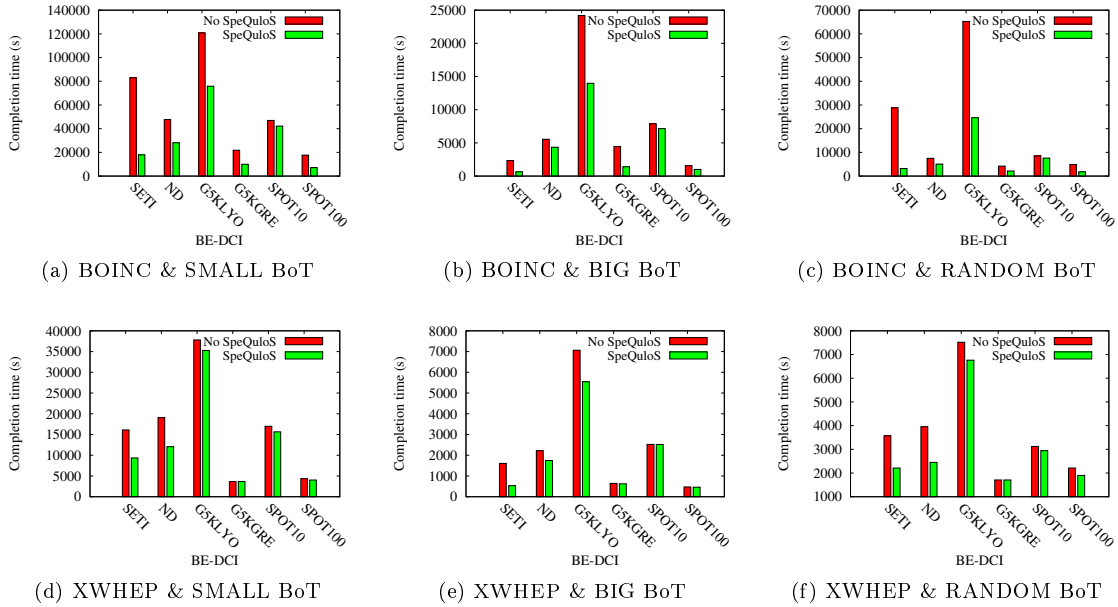 140000
120000
100000
80000
60000
40000
20000
0
Completion time (s)
No SpeQuloS
SpeQuloS
SETI
ND
G5KLYO
G5KGRE
SPOT10
SPOT100
BE-DCI
(a) BOINC & SMALL BoT
25000
20000
15000
10000
5000
0
Completion time (s)
No SpeQuloS
SpeQuloS
SETI
ND
G5KLYO
G5KGRE
SPOT10
SPOT100
BE-DCI
(b) BOINC & BIG BoT
70000
60000
50000
40000
30000
20000
10000
0
Completion time (s)
No SpeQuloS
SpeQuloS
SETI
ND
G5KLYO
G5KGRE
SPOT10
SPOT100
BE-DCI
(c) BOINC & RANDOM BoT
40000
35000
30000
25000
20000
15000
10000
5000
0
Completion time (s)
No SpeQuloS
SpeQuloS
SETI
ND
G5KLYO
G5KGRE
SPOT10
SPOT100
BE-DCI
(d) XWHEP & SMALL BoT
8000
7000
6000
5000
4000
3000
2000
1000
0
Completion time (s)
No SpeQuloS
SpeQuloS
SETI
ND
G5KLYO
G5KGRE
SPOT10
SPOT100
BE-DCI
(e) XWHEP & BIG BoT
8000
7000
6000
5000
4000
3000
2000
1000
Completion time (s)
No SpeQuloS
SpeQuloS
SETI
ND
G5KLYO
G5KGRE
SPOT10
SPOT100
BE-DCI
(f) XWHEP & RANDOM BoT